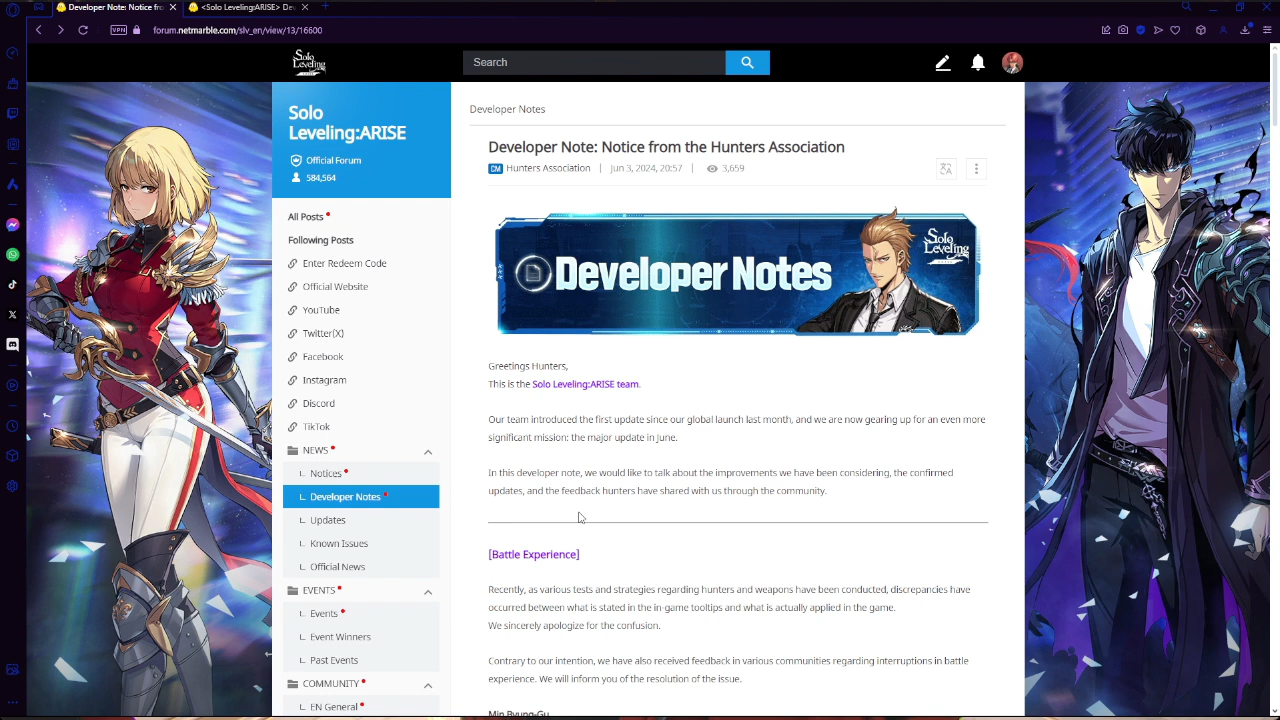 Developer Note: Notice fro
<Solo Leveling:ARISE> De
VPN
forum.netmarble.com/slv_en/view/13/16600
Solo Leveling
ARISE
Search
Solo
Leveling:ARISE
Official Forum
584,564
All Posts
Following Posts
Enter Redeem Code
Official Website
YouTube
Twitter(X)
Facebook
Instagram
Discord
TikTok
NEWS
Notices
Developer Notes
Updates
Known Issues
Official News
EVENTS
Events
Event Winners
Past Events
COMMUNITY
EN General
Developer Notes
Developer Note: Notice from the Hunters Association
CM Hunters Association | Jun 3, 2024, 20:57 | 3,659
Developer Notes
Solo
Leveling
Greetings Hunters,
This is the Solo Leveling:ARISE team.
Our team introduced the first update since our global launch last month, and we are now gearing up for an even more
significant mission: the major update in June.
In this developer note, we would like to talk about the improvements we have been considering, the confirmed
updates, and the feedback hunters have shared with us through the community.
[Battle Experience]
Recently, as various tests and strategies regarding hunters and weapons have been conducted, discrepancies have
occurred between what is stated in the in-game tooltips and what is actually applied in the game.
We sincerely apologize for the confusion.
Contrary to our intention, we have also received feedback in various communities regarding interruptions in battle
experience. We will inform you of the resolution of the issue.
Min Byung-Gu